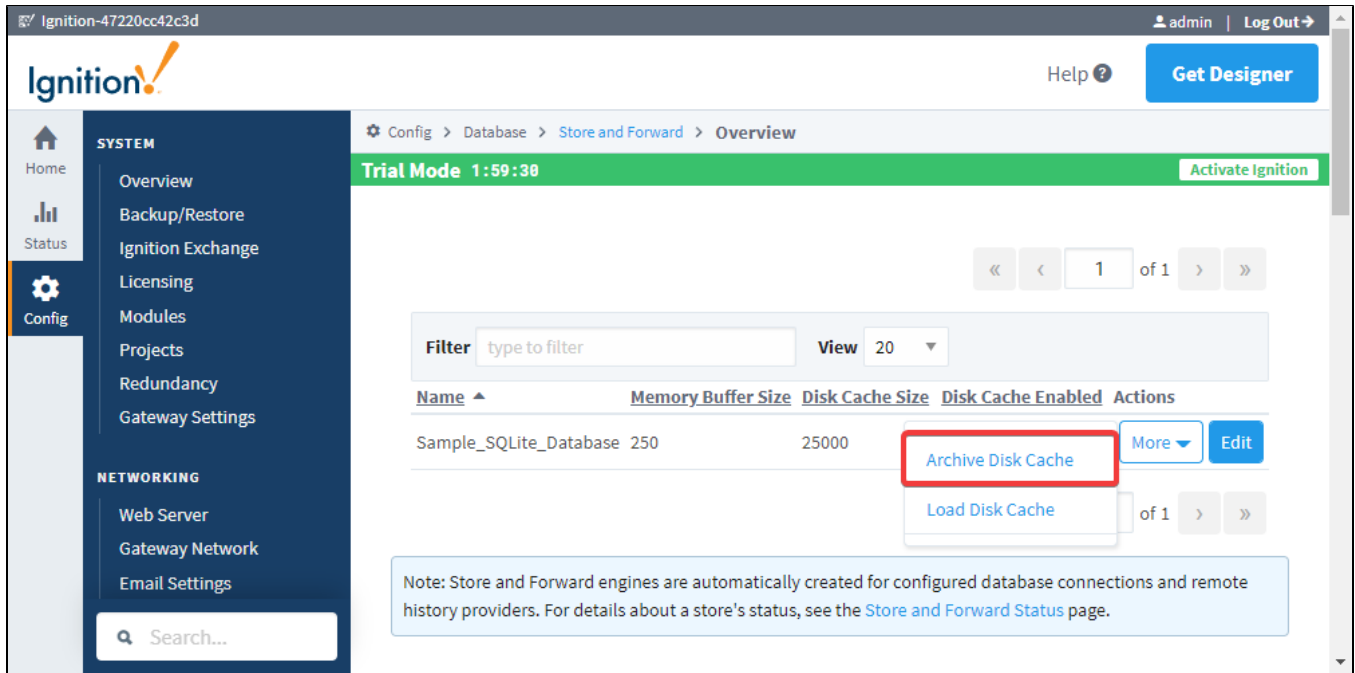 Ignition-47220cc42c3d admin | Log Out
Ignition! Help Get Designer
Config > Database > Store and Forward > Overview
Trial Mode 1:59:30 Activate Ignition
Home
Status
Config
SYSTEM
Overview
Backup/Restore
Ignition Exchange
Licensing
Modules
Projects
Redundancy
Gateway Settings
NETWORKING
Web Server
Gateway Network
Email Settings
Search...
« < 1 of 1 > »
Filter type to filter View 20
Name Memory Buffer Size Disk Cache Size Disk Cache Enabled Actions
Sample_SQLite_Database 250 25000 More Edit
Archive Disk Cache
Load Disk Cache
of 1 > »
Note: Store and Forward engines are automatically created for configured database connections and remote
history providers. For details about a store's status, see the Store and Forward Status page.